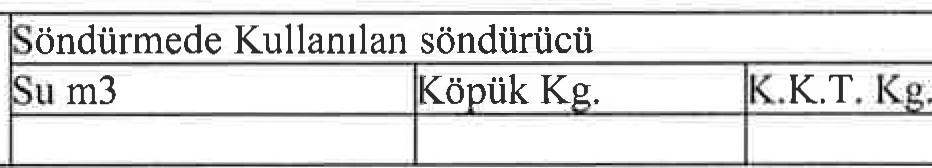 Söndürmede Kullanılan söndürücü
Su m3 Köpük Kg. K.K.T. Kg.